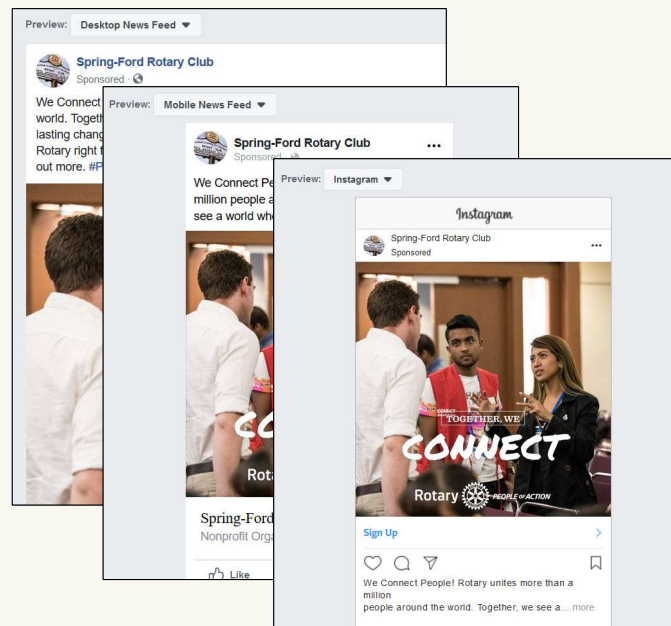 Preview: Desktop News Feed
Spring-Ford Rotary Club
Sponsored ·
We Connect
world. Togeth
lasting chang
Rotary right f
out more. #P
Preview: Mobile News Feed
Spring-Ford Rotary Club
Sponsored ·
We Connect Pe
million people a
see a world wh
CO
Rota
Spring-Ford
Nonprofit Orga
Like
Preview: Instagram
Instagram
Spring-Ford Rotary Club
Sponsored
TOGETHER, WE
CONNECT
Rotary PEOPLE OF ACTION
Sign Up
We Connect People! Rotary unites more than a
million
people around the world. Together, we see a... more